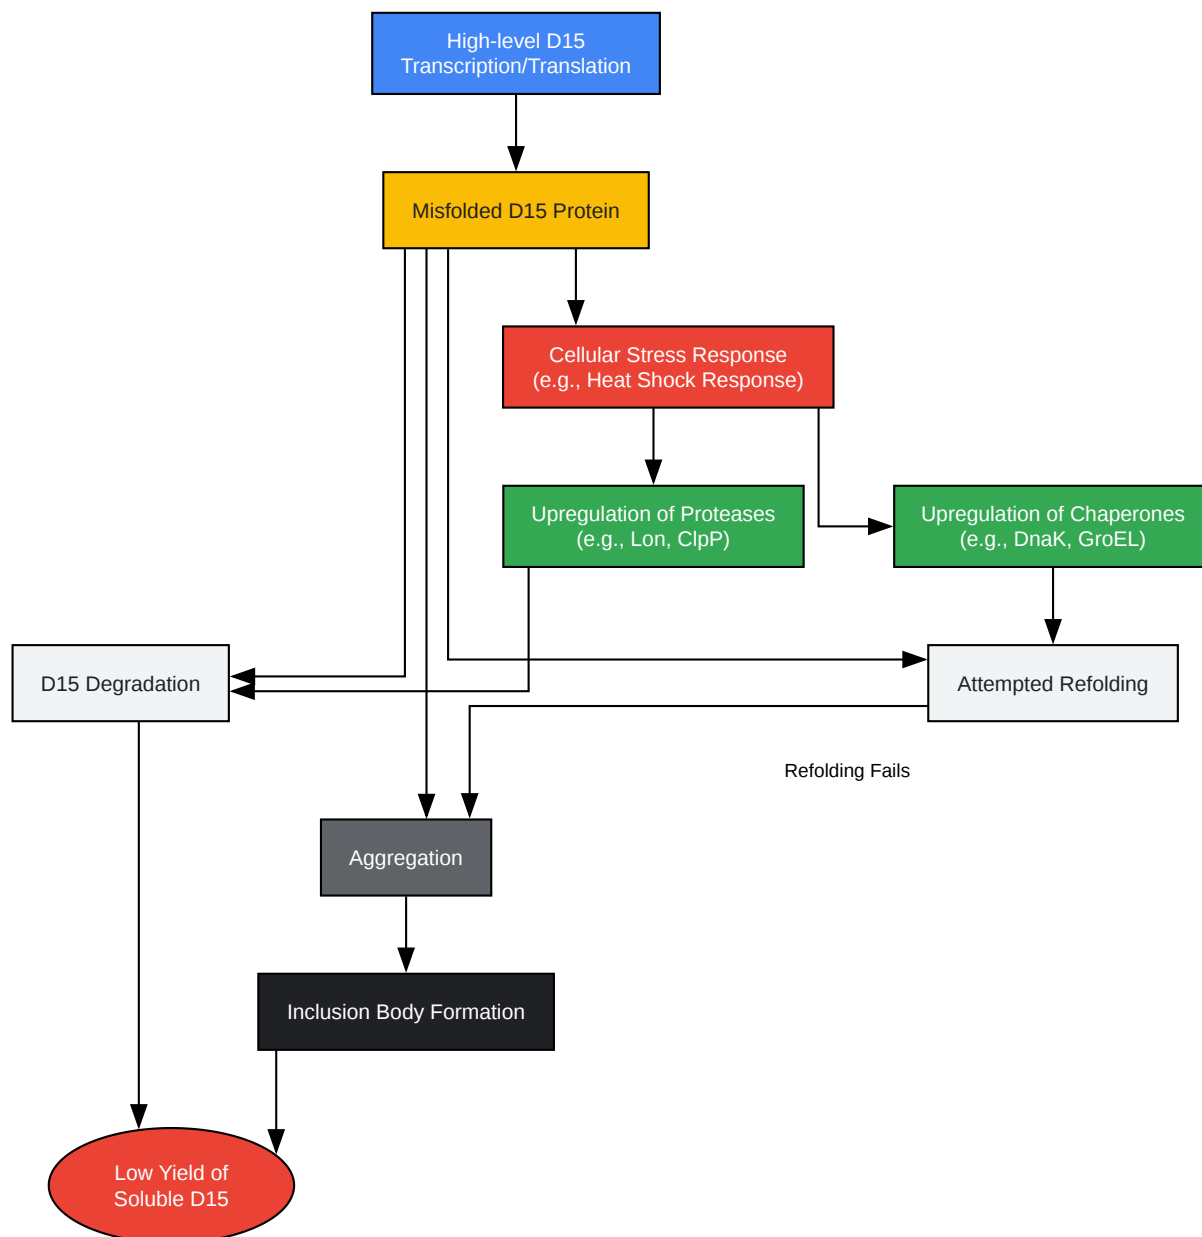 High-level D15
Transcription/Translation
Misfolded D15 Protein
Cellular Stress Response
(e.g., Heat Shock Response)
Upregulation of Proteases
(e.g., Lon, ClpP)
Upregulation of Chaperones
(e.g., DnaK, GroEL)
D15 Degradation
Attempted Refolding
Refolding Fails
Aggregation
Inclusion Body Formation
Low Yield of
Soluble D15